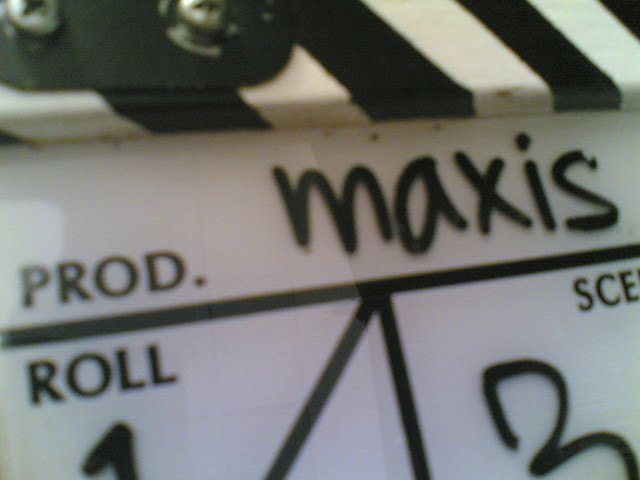 maxis
PROD.
SCE
ROLL
1
3